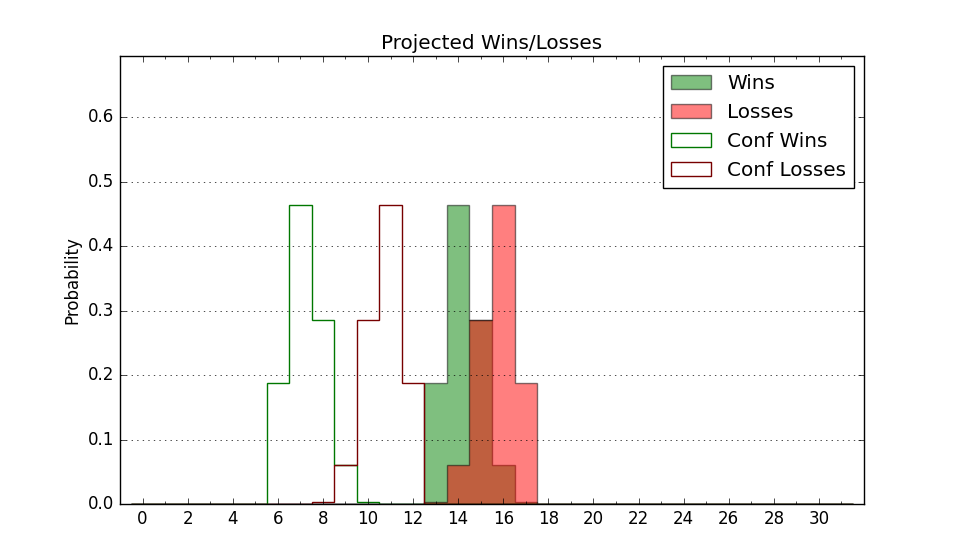 Projected Wins/Losses
Wins
Losses
Conf Wins
Conf Losses
Probability
0.6
0.5
0.4
0.3
0.2
0.1
0.0
0 2 4 6 8 10 12 14 16 18 20 22 24 26 28 30